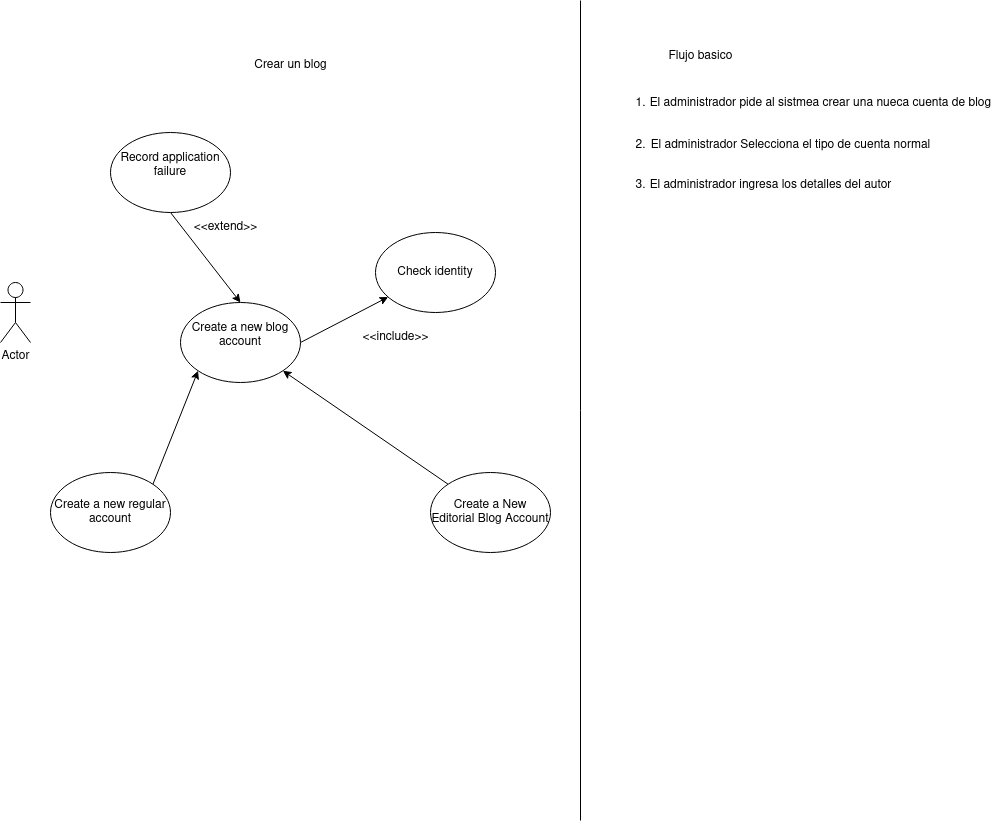 Crear un blog
Record application
failure
<<extend>>
Check identity
Create a new blog
account
<<include>>
Actor
Create a new regular
account
Create a New
Editorial Blog Account
Flujo basico
1. El administrador pide al sistmea crear una nueca cuenta de blog
2. El administrador Selecciona el tipo de cuenta normal
3. El administrador ingresa los detalles del autor